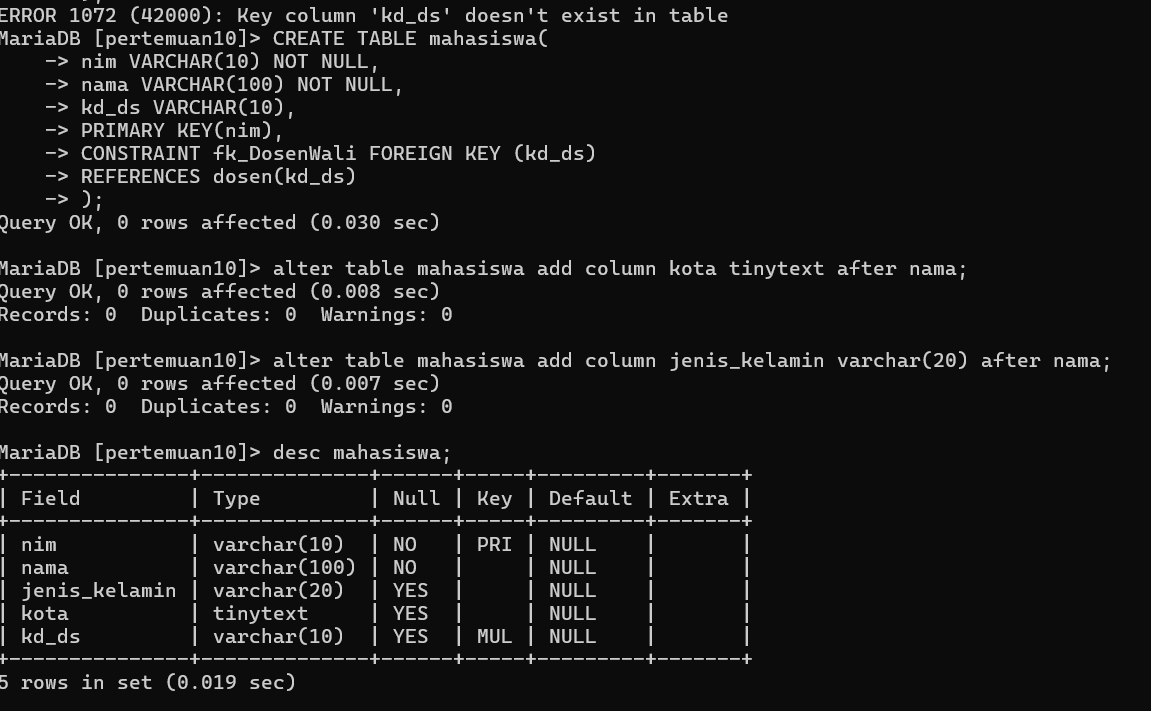 ERROR 1072 (42000): Key column 'kd_ds' doesn't exist in table
MariaDB [pertemuan10]> CREATE TABLE mahasiswa(
    -> nim VARCHAR(10) NOT NULL,
    -> nama VARCHAR(100) NOT NULL,
    -> kd_ds VARCHAR(10),
    -> PRIMARY KEY(nim),
    -> CONSTRAINT fk_DosenWali FOREIGN KEY (kd_ds)
    -> REFERENCES dosen(kd_ds)
    -> );
Query OK, 0 rows affected (0.030 sec)

MariaDB [pertemuan10]> alter table mahasiswa add column kota tinytext after nama;
Query OK, 0 rows affected (0.008 sec)
Records: 0  Duplicates: 0  Warnings: 0

MariaDB [pertemuan10]> alter table mahasiswa add column jenis_kelamin varchar(20) after nama;
Query OK, 0 rows affected (0.007 sec)
Records: 0  Duplicates: 0  Warnings: 0

MariaDB [pertemuan10]> desc mahasiswa;
+---------------+--------------+------+-----+---------+-------+
| Field         | Type         | Null | Key | Default | Extra |
+---------------+--------------+------+-----+---------+-------+
| nim           | varchar(10)  | NO   | PRI | NULL    |       |
| nama          | varchar(100) | NO   |     | NULL    |       |
| jenis_kelamin | varchar(20)  | YES  |     | NULL    |       |
| kota          | tinytext     | YES  |     | NULL    |       |
| kd_ds         | varchar(10)  | YES  | MUL | NULL    |       |
+---------------+--------------+------+-----+---------+-------+
5 rows in set (0.019 sec)